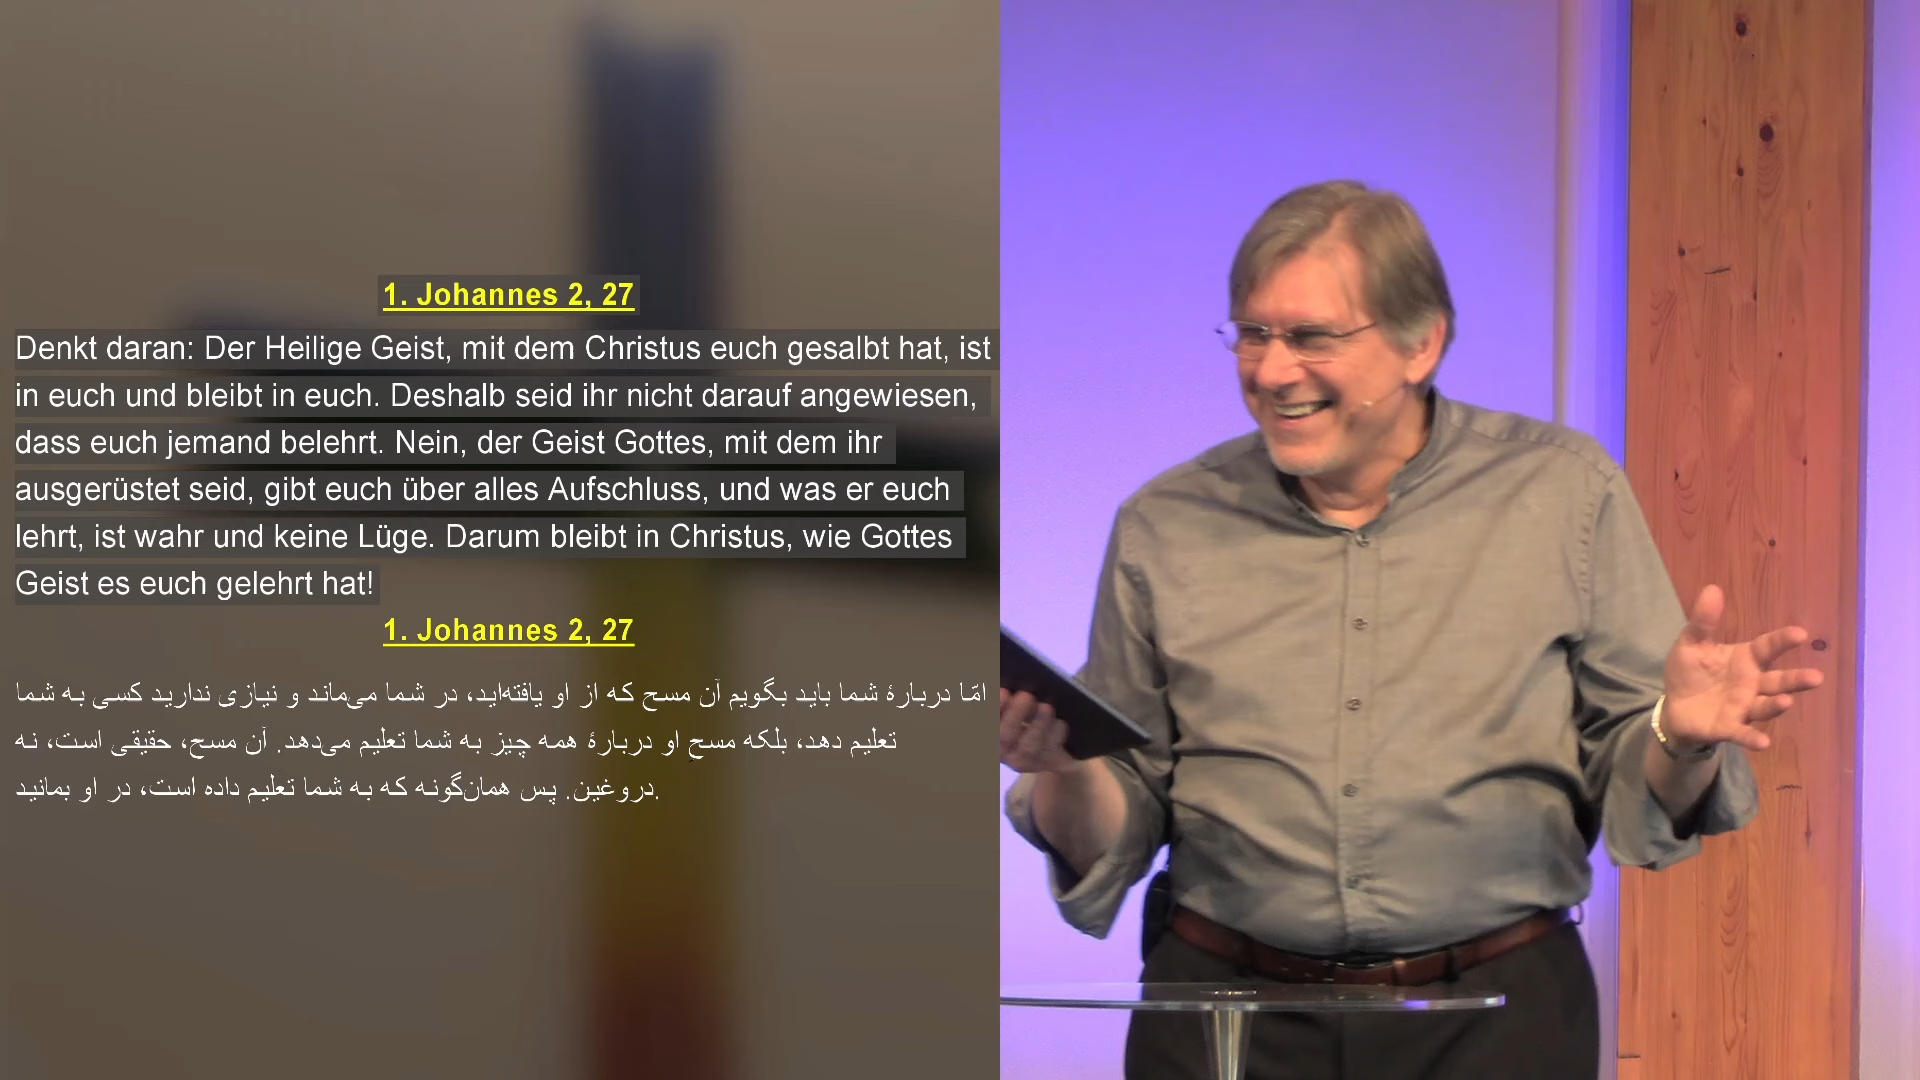 1. Johannes 2, 27
Denkt daran: Der Heilige Geist, mit dem Christus euch gesalbt hat, ist
in euch und bleibt in euch. Deshalb seid ihr nicht darauf angewiesen,
dass euch jemand belehrt. Nein, der Geist Gottes, mit dem ihr
ausgerüstet seid, gibt euch über alles Aufschluss, und was er euch
lehrt, ist wahr und keine Lüge. Darum bleibt in Christus, wie Gottes
Geist es euch gelehrt hat!
1. Johannes 2, 27
امّا دربارهٔ شما باید بگویم آن مسح که از او یافته‌اید، در شما می‌ماند و نیازی ندارید کسی به شما
تعلیم دهد، بلکه مسحِ او دربارهٔ همه چیز به شما تعلیم می‌دهد. آن مسح، حقیقی است، نه
دروغین. پس همان‌گونه که به شما تعلیم داده است، در او بمانید.